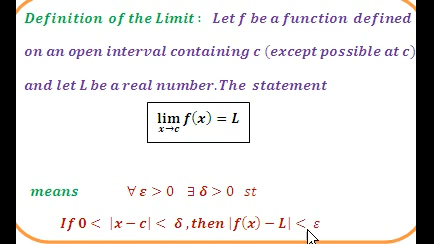 Definition of the Limit : Let f be a function defined
on an open interval containing c (except possible at c)
and let L be a real number. The statement
lim x→c f(x) = L
means ∀ ε > 0 ∃ δ > 0 st
If 0 < |x − c| < δ , then |f(x) − L| < ε